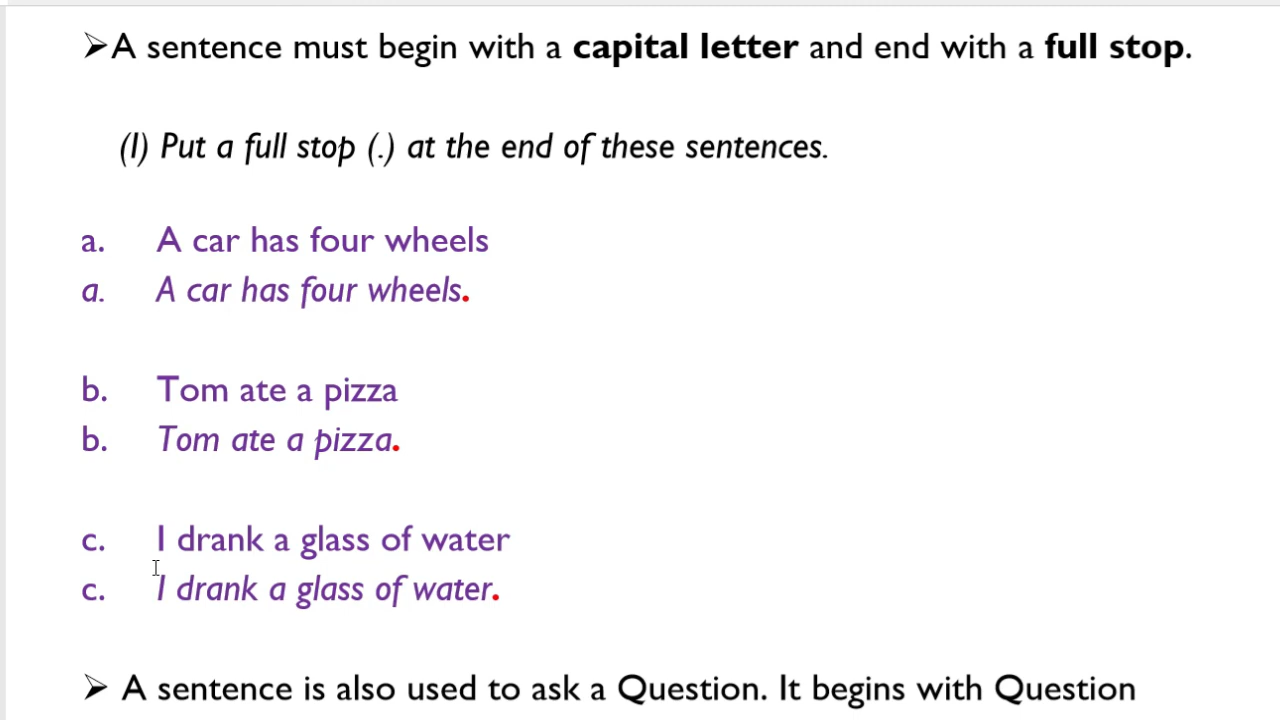 ➢A sentence must begin with a capital letter and end with a full stop.
(I) Put a full stop (.) at the end of these sentences.
a. A car has four wheels
a. A car has four wheels.
b. Tom ate a pizza
b. Tom ate a pizza.
c. I drank a glass of water
c. I drank a glass of water.
➢ A sentence is also used to ask a Question. It begins with Question